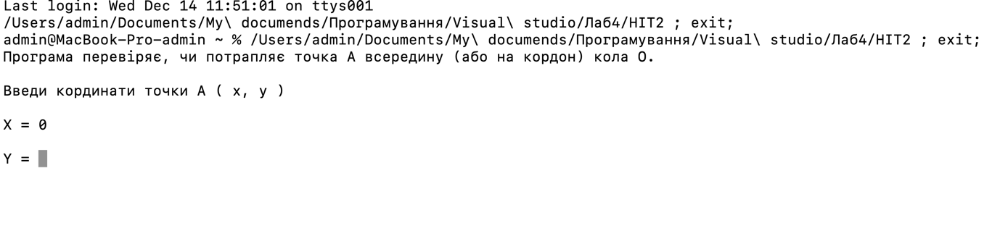 Last login: Wed Dec 14 11:51:01 on ttys001
/Users/admin/Documents/My\ documends/Програмування/Visual\ studio/Лаб4/HIT2 ; exit;
admin@MacBook-Pro-admin ~ % /Users/admin/Documents/My\ documends/Програмування/Visual\ studio/Лаб4/HIT2 ; exit;
Програма перевіряє, чи потрапляє точка А всередину (або на кордон) кола О.
Введи кординати точки А ( х, у )
X = 0
Y =